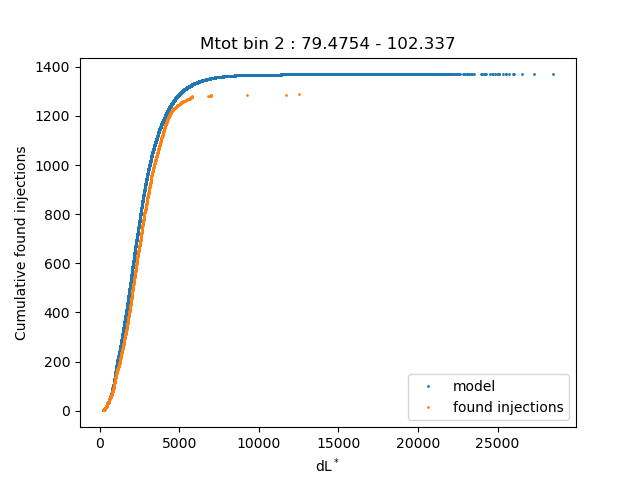 Mtot bin 2 : 79.4754 - 102.337
Cumulative found injections
1400
1200
1000
800
600
400
200
0
0 5000 10000 15000 20000 25000
dL*
model
found injections